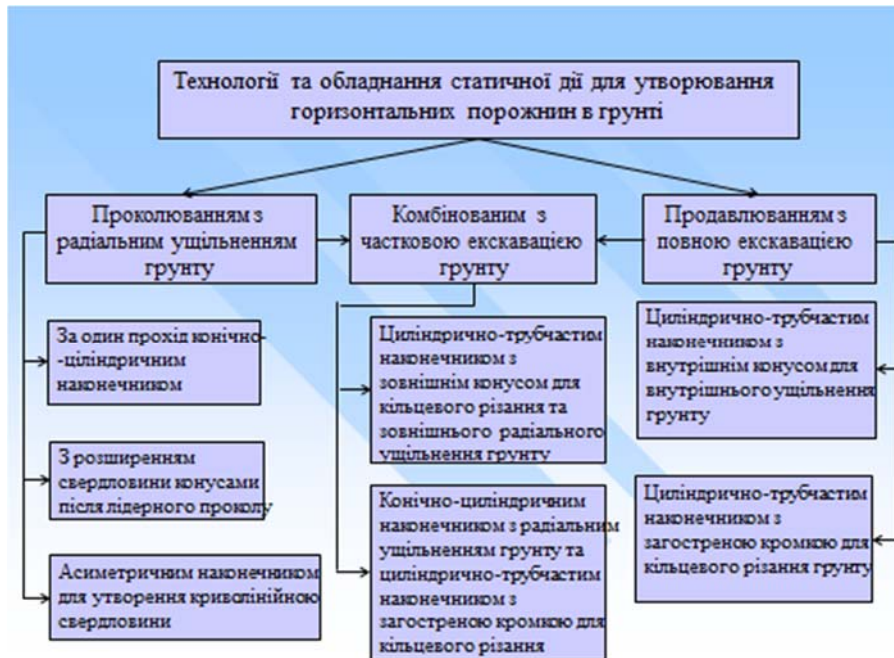 Технології та обладнання статичної дії для утворювання
горизонтальних порожнин в грунті
Проколюванням з
радіальним ущільненням
грунту
Комбінованим з
частковою екскавацією
грунту
Продавлюванням з
повною екскавацією
грунту
За один прохід конічно-
-циліндричним
наконечником
З розширенням
свердловини конусами
після лідерного проколу
Асиметричним наконечником
для утворення криволінійною
свердловини
Циліндрично-трубчастим
наконечником з
зовнішнім конусом для
кільцевого різання та
зовнішнього радіального
ущільнення грунту
Конічно-циліндричним
наконечником з радіальним
ущільненням грунту та
циліндрично-трубчастим
наконечником з
загостреною кромкою для
кільцевого різання
Циліндрично-трубчастим
наконечником з
внутрішнім конусом для
внутрішнього ущільнення
грунту
Циліндрично-трубчастим
наконечником з
загостреною кромкою для
кільцевого різання грунту